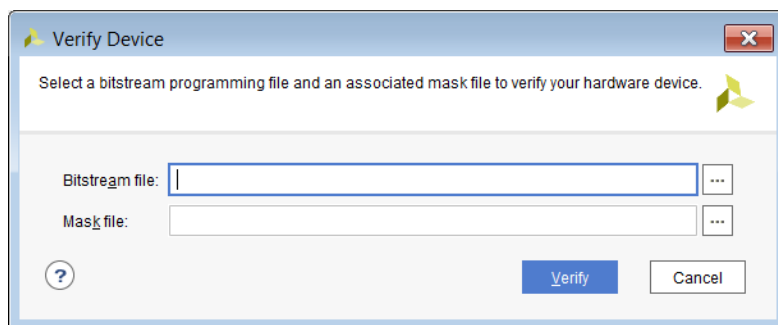 Verify Device
Select a bitstream programming file and an associated mask file to verify your hardware device.
Bitstream file:
...
Mask file:
...
?
Verify
Cancel